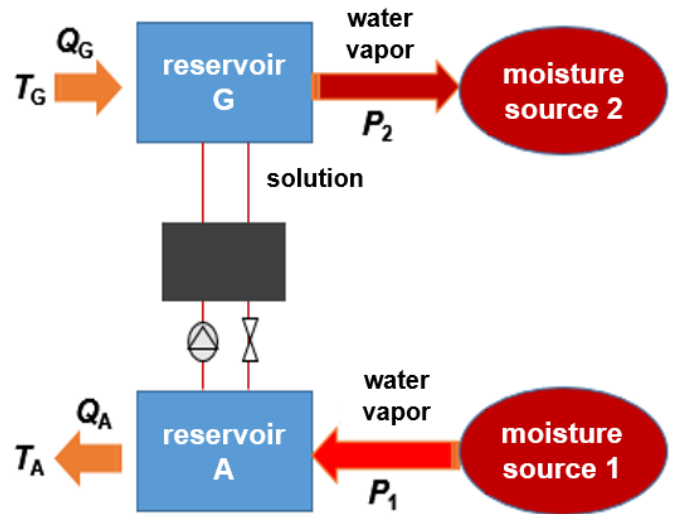 Q_G
T_G
reservoir
G
water
vapor
P_2
moisture
source 2
solution
Q_A
T_A
reservoir
A
water
vapor
P_1
moisture
source 1